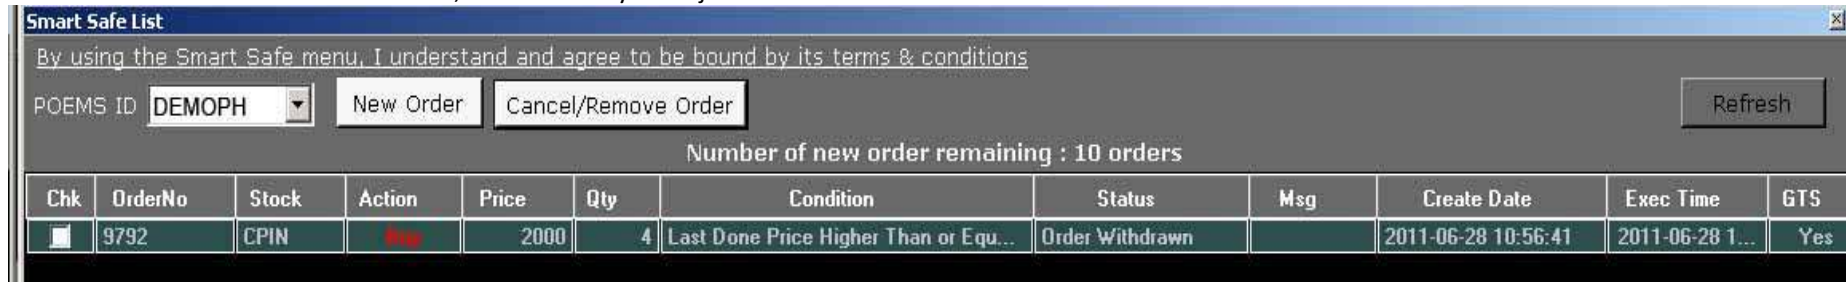 Smart Safe List
By using the Smart Safe menu, I understand and agree to be bound by its terms & conditions
POEMS ID DEMOPH New Order Cancel/Remove Order Refresh
Number of new order remaining : 10 orders
Chk OrderNo Stock Action Price Qty Condition Status Msg Create Date Exec Time GTS
9792 CPIN 2000 4 Last Done Price Higher Than or Equ... Order Withdrawn 2011-06-28 10:56:41 2011-06-28 1... Yes